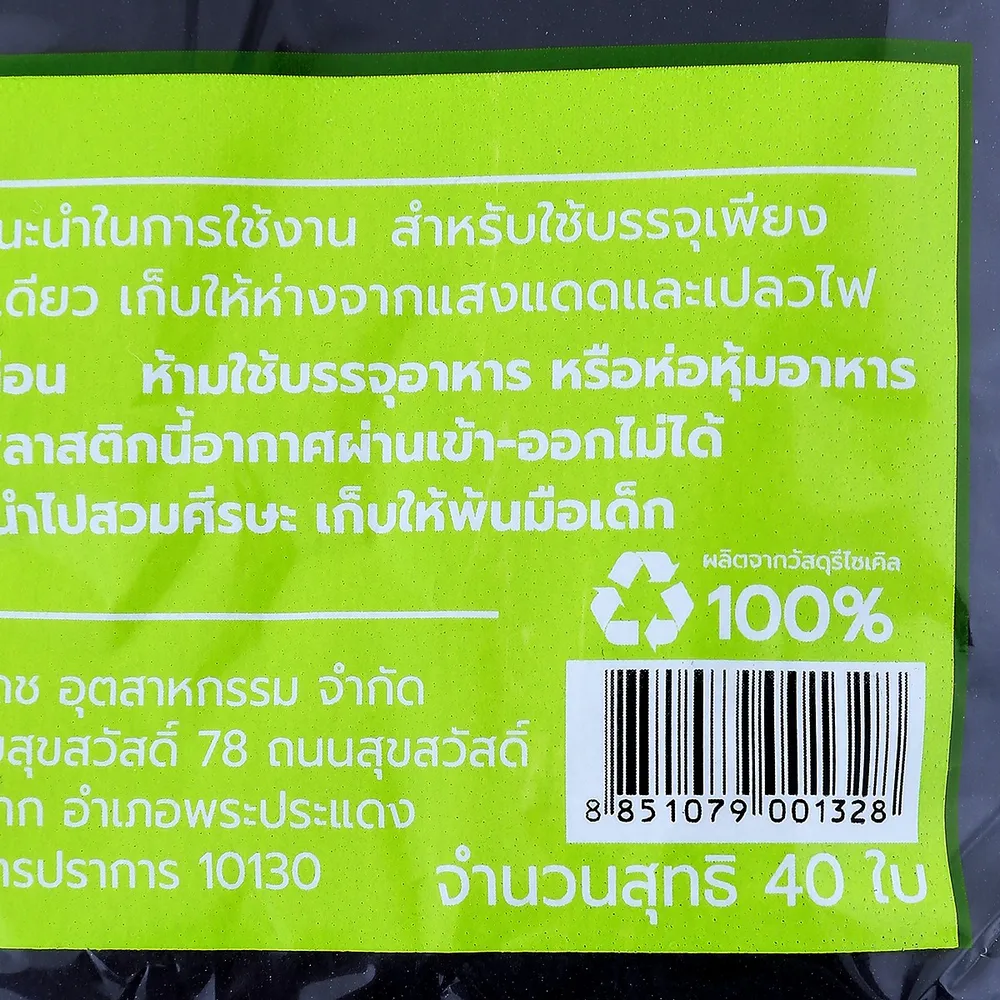 นะนำในการใช้งาน สำหรับใช้บรรจุเพียง
เดียว เก็บให้ห่างจากแสงแดดและเปลวไฟ
ห้ามใช้บรรจุอาหาร หรือห่อหุ้มอาหาร
ลาสติกนี้อากาศผ่านเข้า-ออกไม่ได้
นำไปสวมศีรษะ เก็บให้พ้นมือเด็ก
ผลิตจากวัสดุรีไซเคิล
100%
8 851079 001328
าช อุตสาหกรรม จำกัด
สุขสวัสดิ์ 78 ถนนสุขสวัสดิ์
าก อำเภอพระประแดง
ารปราการ 10130
จำนวนสุทธิ 40 ใบ